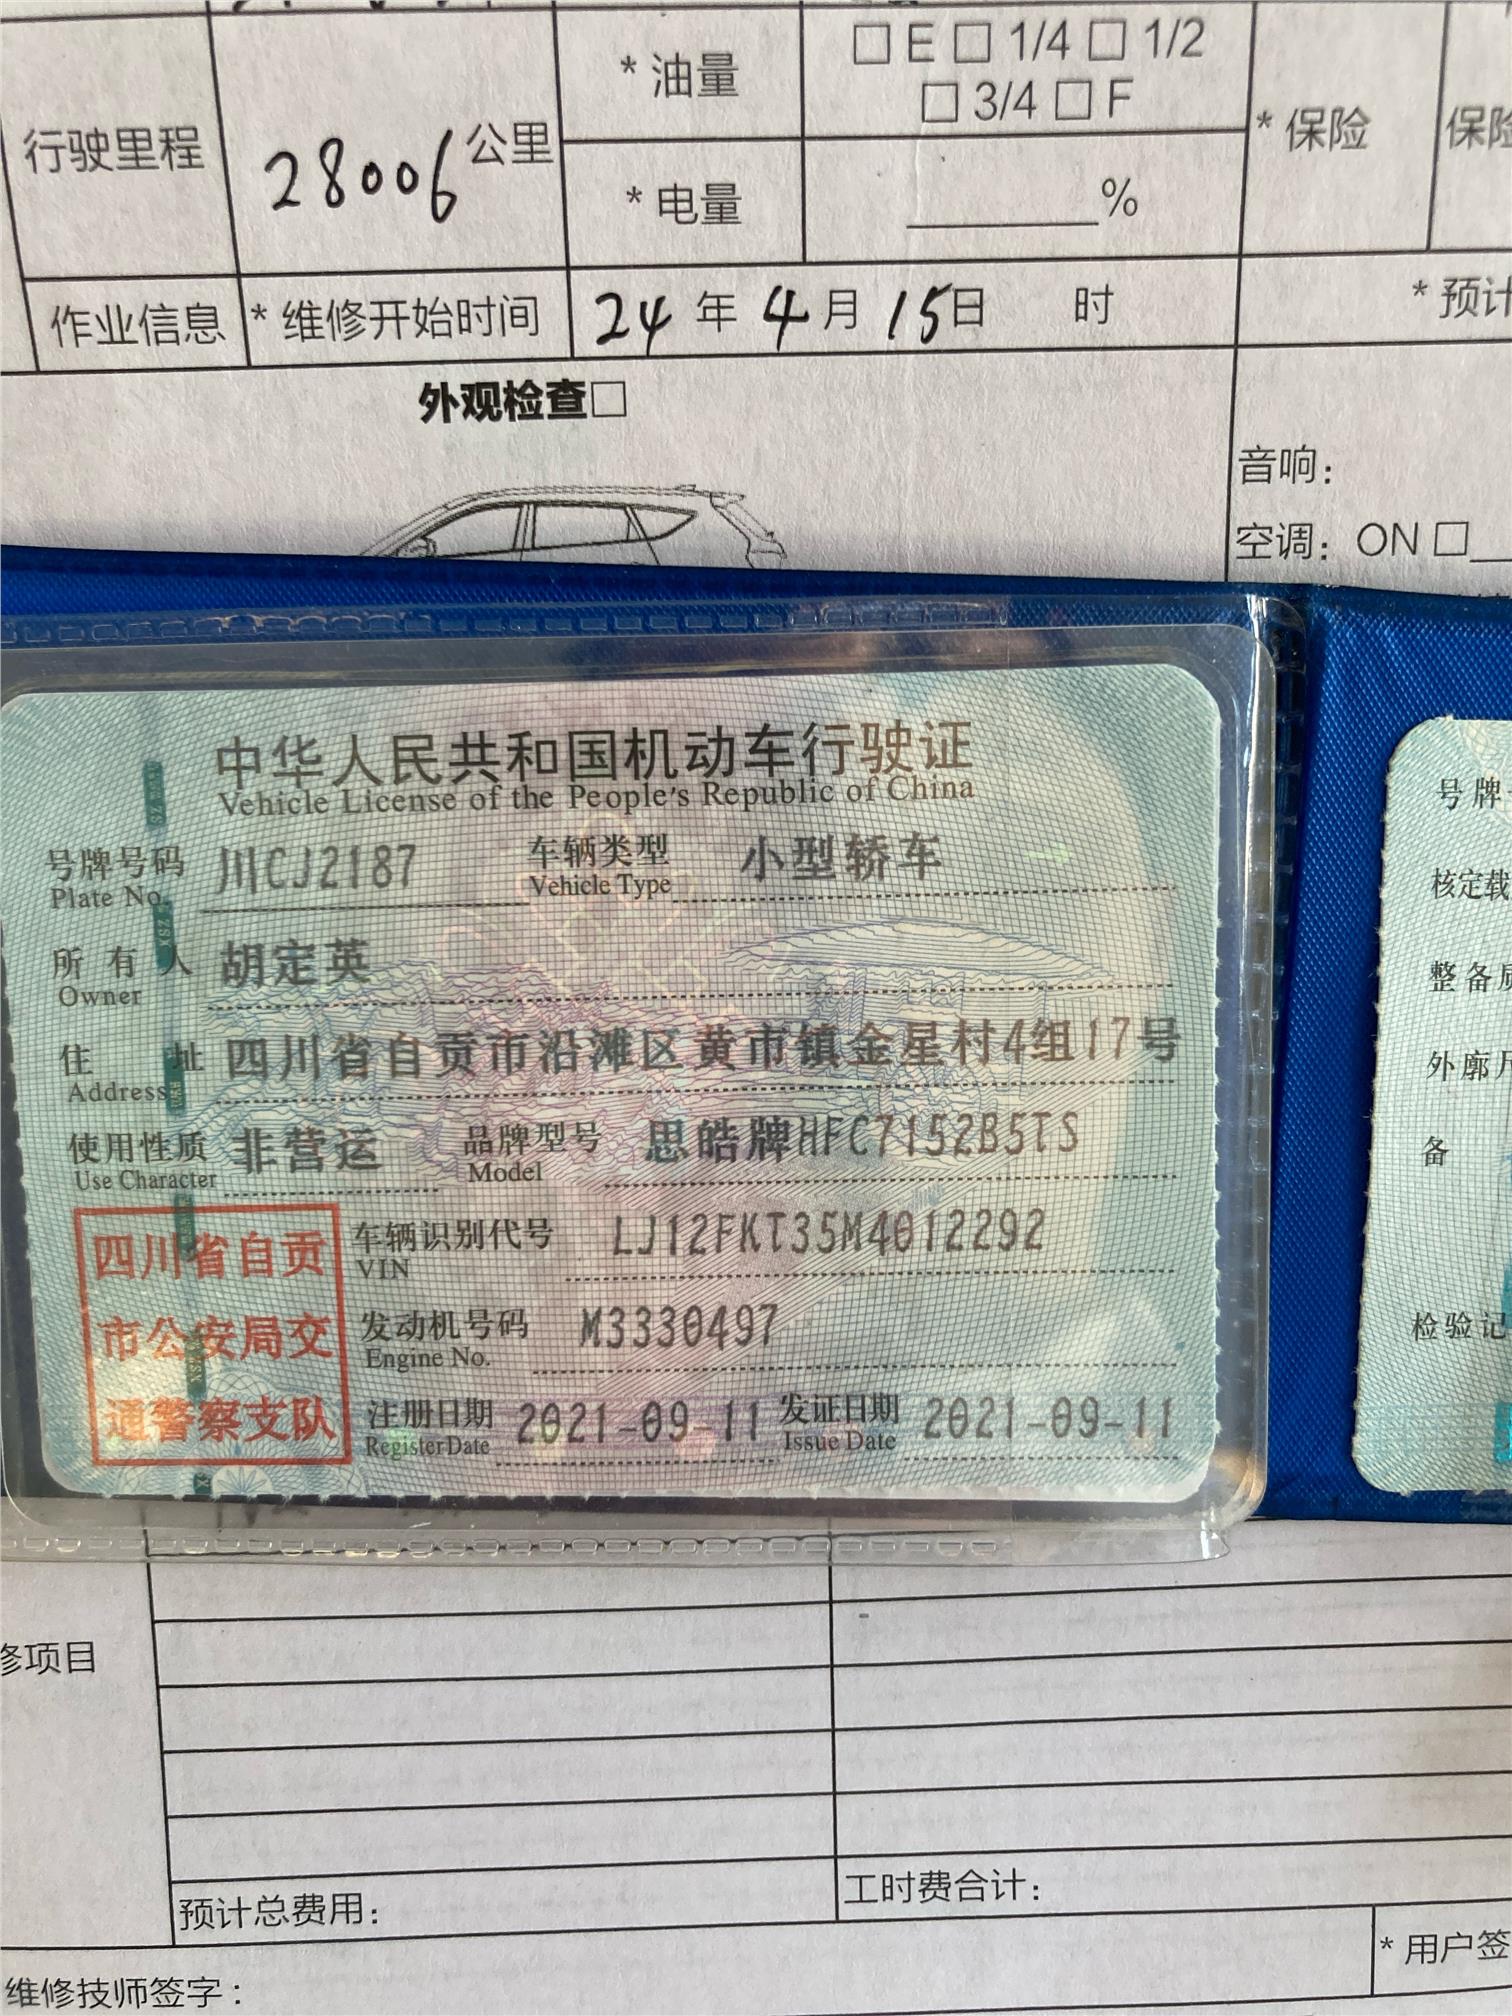 * 油量
□ E □ 1/4 □ 1/2
□ 3/4 □ F
行驶里程
28006 公里
* 保险
保险
* 电量
%
作业信息
* 维修开始时间
24 年 4 月 15 日 时
* 预计
外观检查□
音响：
空调：ON □
中华人民共和国机动车行驶证
Vehicle License of the People's Republic of China
号牌号码 川CJ2187 车辆类型 小型轿车
Plate No. Vehicle Type
所有人 胡定英
Owner
住址 四川省自贡市沿滩区黄市镇金星村4组17号
Address
使用性质 非营运 品牌型号 思皓牌HFC7152B5TS
Use Character Model
四川省自贡
市公安局交
通警察支队
车辆识别代号 LJ12FKT35M4012292
VIN
发动机号码 M3330497
Engine No.
注册日期 2021-09-11 发证日期 2021-09-11
Register Date Issue Date
号牌
核定载
整备
外廓
备
检验记
修项目
预计总费用：
工时费合计：
* 用户签
维修技师签字：